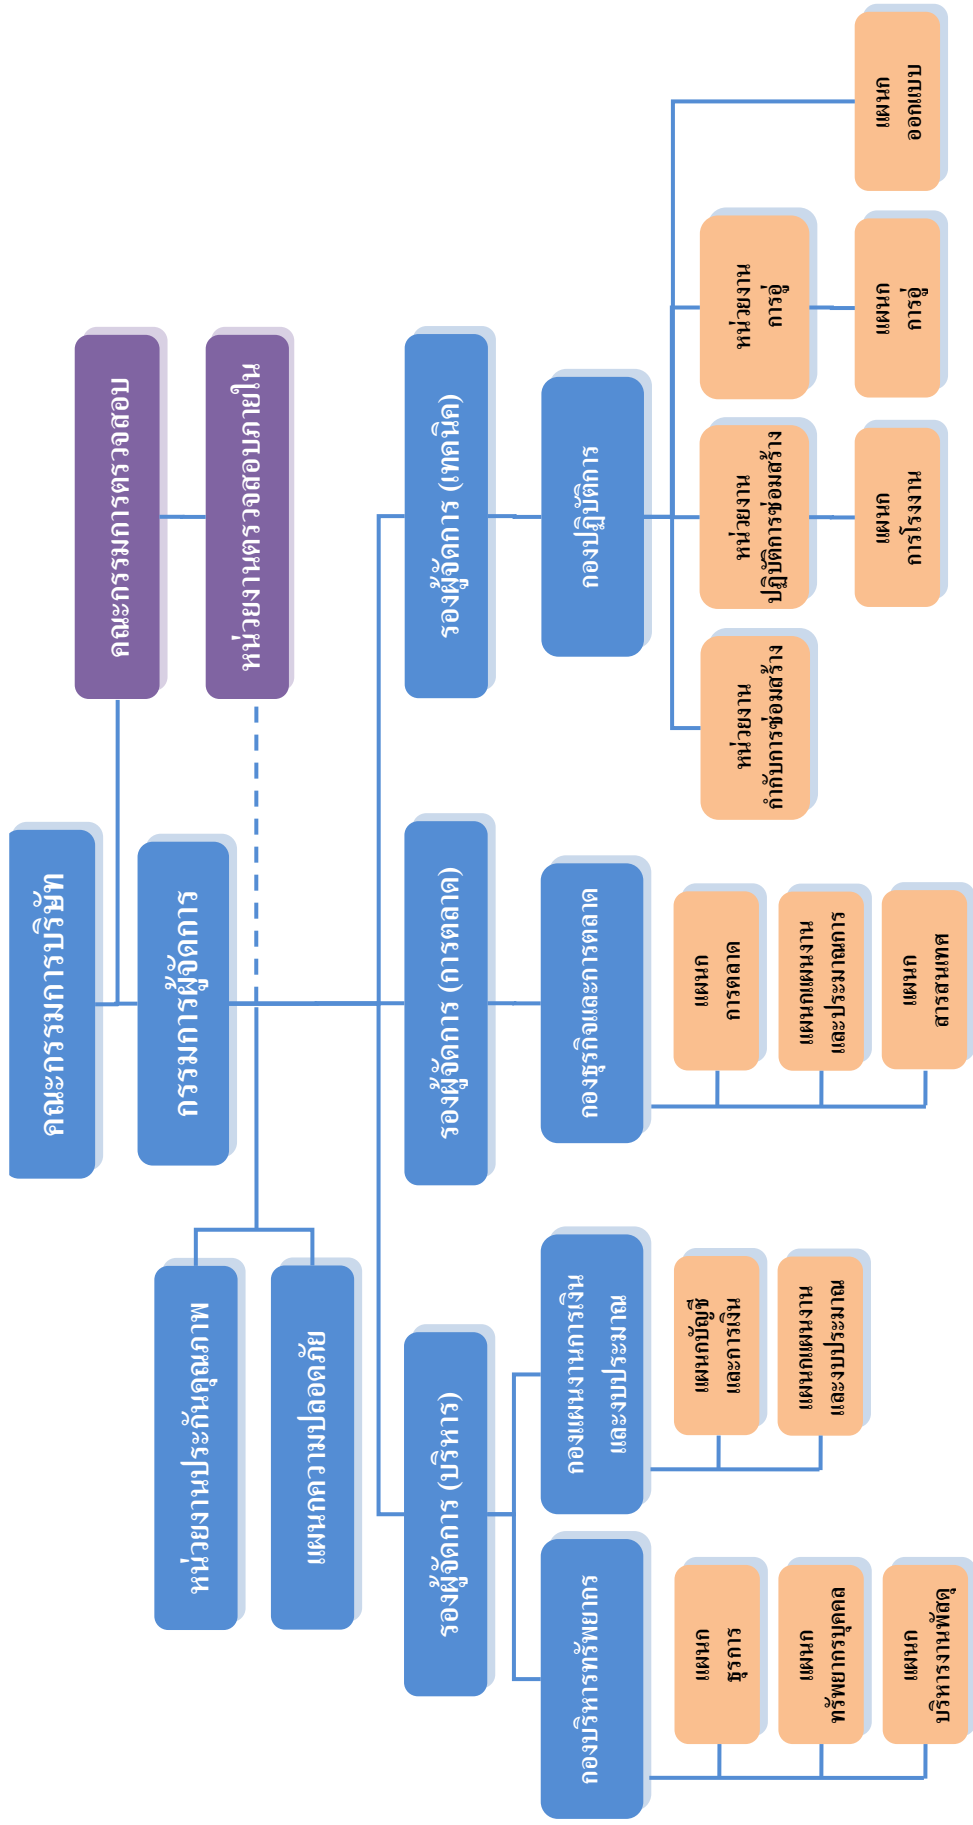 คณะกรรมการบริษัท
คณะกรรมการตรวจสอบ
กรรมการผู้จัดการ
หน่วยงานตรวจสอบภายใน
หน่วยงานประกันคุณภาพ
แผนกความปลอดภัย
รองผู้จัดการ (บริหาร)
รองผู้จัดการ (การตลาด)
รองผู้จัดการ (เทคนิค)
กองบริหารทรัพยากร
กองแผนงานการเงิน
และงบประมาณ
กองธุรกิจและการตลาด
กองปฏิบัติการ
แผนก
ธุรการ
แผนก
ทรัพยากรบุคคล
แผนก
บริหารงานพัสดุ
แผนกบัญชี
และการเงิน
แผนกแผนงาน
และงบประมาณ
แผนก
การตลาด
แผนกแผนงาน
และประมาณการ
แผนก
สารสนเทศ
หน่วยงาน
กำกับการซ่อมสร้าง
หน่วยงาน
ปฏิบัติการซ่อมสร้าง
หน่วยงาน
การอู่
แผนก
การโรงงาน
แผนก
การอู่
แผนก
ออกแบบ